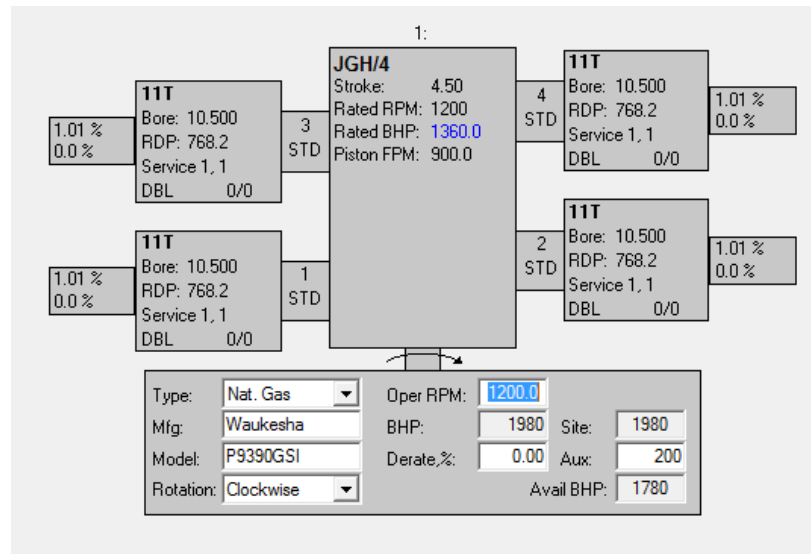 1:
JGH/4
Stroke: 4.50
Rated RPM: 1200
Rated BHP: 1360.0
Piston FPM: 900.0
11T
Bore: 10.500
RDP: 768.2
Service 1, 1
DBL 0/0
3
STD
1.01 %
0.0 %
11T
Bore: 10.500
RDP: 768.2
Service 1, 1
DBL 0/0
4
STD
1.01 %
0.0 %
11T
Bore: 10.500
RDP: 768.2
Service 1, 1
DBL 0/0
1
STD
1.01 %
0.0 %
11T
Bore: 10.500
RDP: 768.2
Service 1, 1
DBL 0/0
2
STD
1.01 %
0.0 %
Type: Nat. Gas Oper RPM: 1200.0
Mfg: Waukesha BHP: 1980 Site: 1980
Model: P9390GSI Derate,%: 0.00 Aux: 200
Rotation: Clockwise Avail BHP: 1780